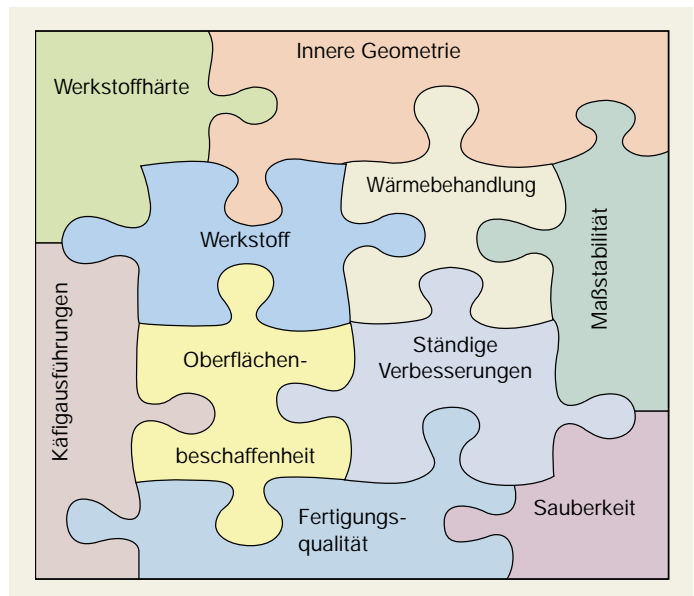 Innere Geometrie
Werkstoffhärte
Wärmebehandlung
Werkstoff
Maßstabilität
Käfigausführungen
Oberflächen-
beschaffenheit
Ständige
Verbesserungen
Fertigungs-
qualität
Sauberkeit